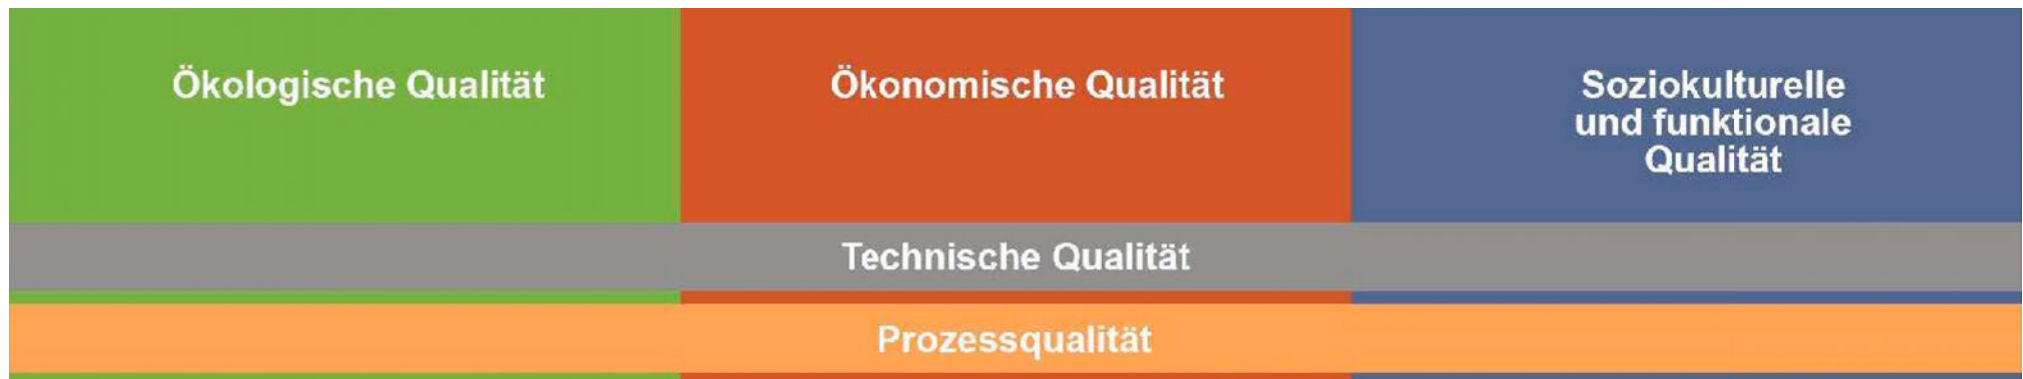 Ökologische Qualität
Ökonomische Qualität
Soziokulturelle
und funktionale
Qualität
Technische Qualität
Prozessqualität